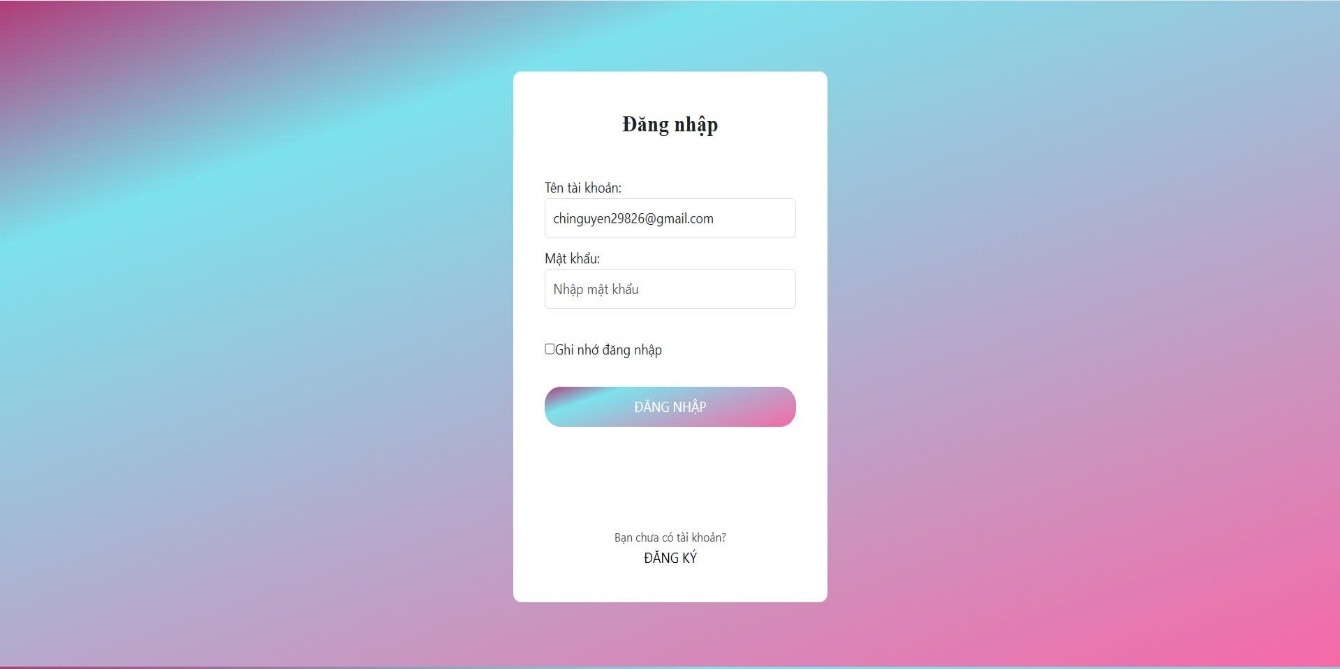 Đăng nhập
Tên tài khoản:
chinguyen29826@gmail.com
Mật khẩu:
Nhập mật khẩu
Ghi nhớ đăng nhập
ĐĂNG NHẬP
Bạn chưa có tài khoản?
ĐĂNG KÝ